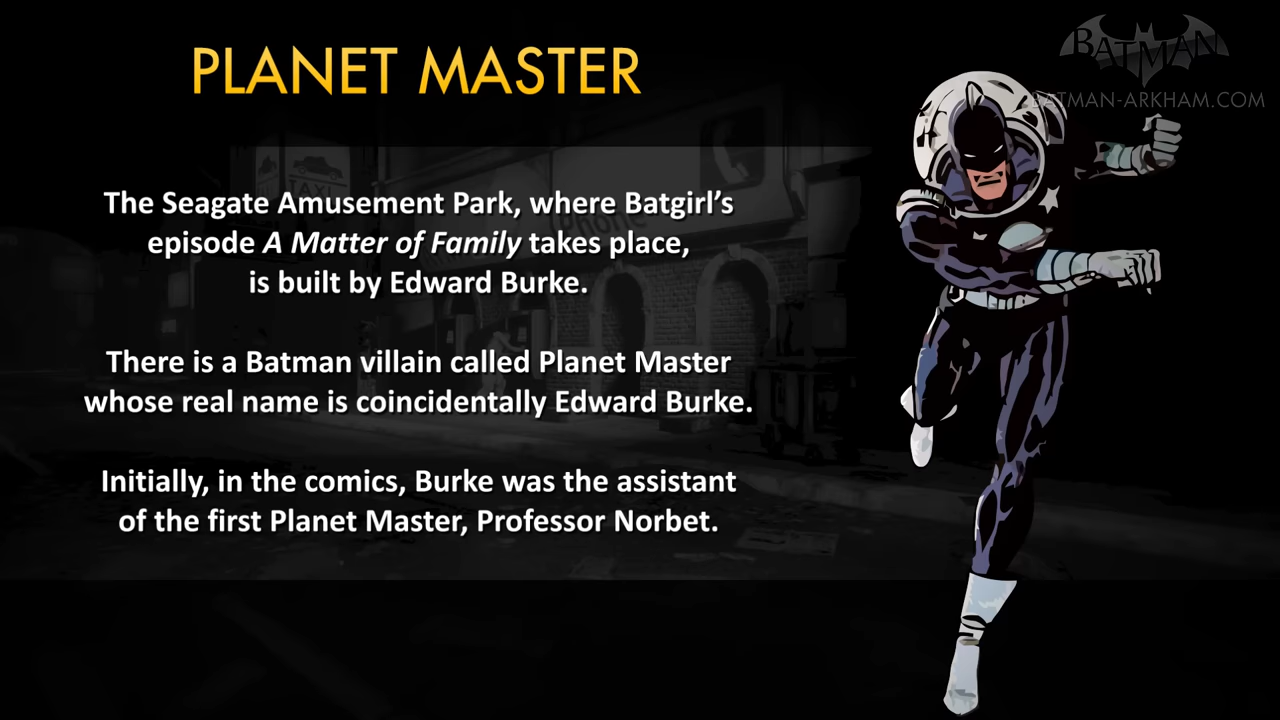 BATMAN
BATMAN-ARKHAM.COM
PLANET MASTER
The Seagate Amusement Park, where Batgirl's
episode A Matter of Family takes place,
is built by Edward Burke.
There is a Batman villain called Planet Master
whose real name is coincidentally Edward Burke.
Initially, in the comics, Burke was the assistant
of the first Planet Master, Professor Norbet.
TAXI